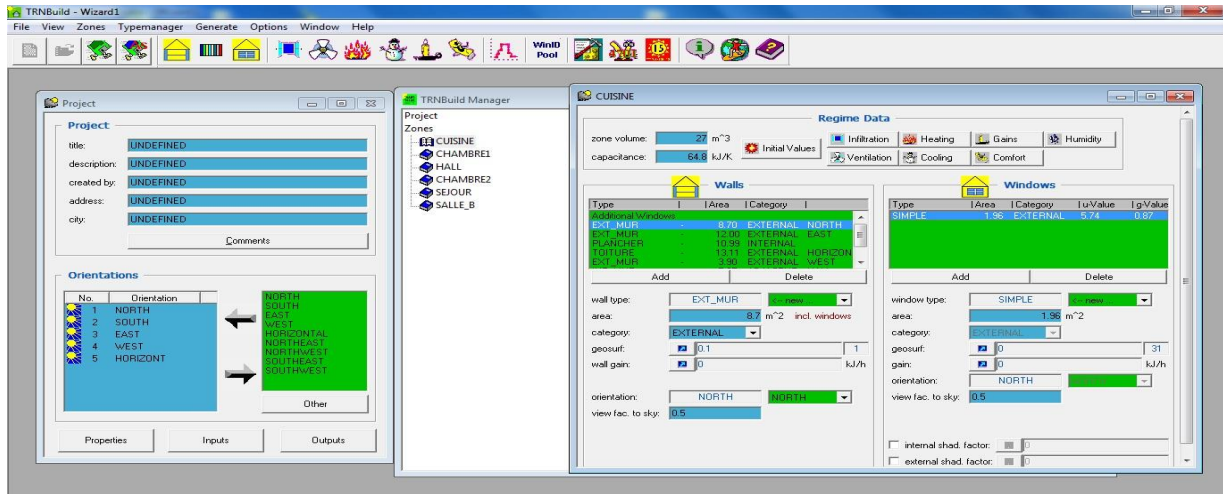 TRNBuild - Wizard1
File View Zones Typemanager Generate Options Window Help
WinID Pool
Project
Project
title: UNDEFINED
description: UNDEFINED
created by: UNDEFINED
address: UNDEFINED
city: UNDEFINED
Comments
Orientations
No. Orientation
1 NORTH
2 SOUTH
3 EAST
4 WEST
5 HORIZONT
NORTH
SOUTH
EAST
WEST
HORIZONTAL
NORTHEAST
NORTHWEST
SOUTHEAST
SOUTHWEST
Other
Properties Inputs Outputs
TRNBuild Manager
Project
Zones
CUISINE
CHAMBRE1
HALL
CHAMBRE2
SEJOUR
SALLE_B
CUISINE
Regime Data
zone volume: 27 m^3
capacitance: 64.8 kJ/K
Initial Values
Infiltration Heating Gains Humidity
Ventilation Cooling Comfort
Walls
Type Area Category
Additional Windows
EXT_MUR - 8.70 EXTERNAL NORTH
EXT_MUR - 12.00 EXTERNAL EAST
PLANCHER - 10.99 INTERNAL
TOITURE - 13.11 EXTERNAL HORIZON
EXT_MUR - 3.90 EXTERNAL WEST
Add Delete
wall type: EXT_MUR <-- new ...
area: 8.7 m^2 incl. windows
category: EXTERNAL
geosurf: 0.1 1
wall gain: 0 kJ/h
orientation: NORTH NORTH
view fac. to sky: 0.5
Windows
Type Area Category u-Value g-Value
SIMPLE 1.96 EXTERNAL 5.74 0.87
Add Delete
window type: SIMPLE <-- new ...
area: 1.96 m^2
category: EXTERNAL
geosurf: 0 31
gain: 0 kJ/h
orientation: NORTH
view fac. to sky: 0.5
internal shad. factor: 0
external shad. factor: 0